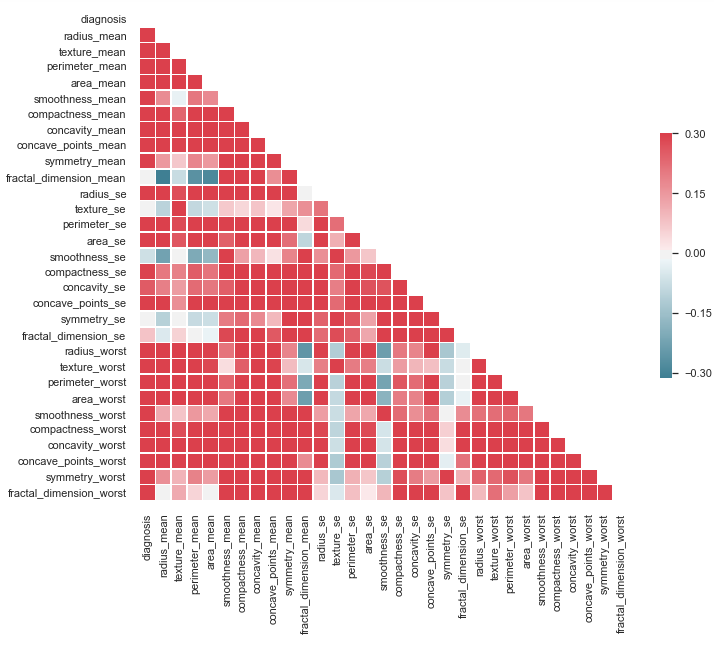 diagnosis
radius_mean
texture_mean
perimeter_mean
area_mean
smoothness_mean
compactness_mean
concavity_mean
concave_points_mean
symmetry_mean
fractal_dimension_mean
radius_se
texture_se
perimeter_se
area_se
smoothness_se
compactness_se
concavity_se
concave_points_se
symmetry_se
fractal_dimension_se
radius_worst
texture_worst
perimeter_worst
area_worst
smoothness_worst
compactness_worst
concavity_worst
concave_points_worst
symmetry_worst
fractal_dimension_worst
diagnosis
radius_mean
texture_mean
perimeter_mean
area_mean
smoothness_mean
compactness_mean
concavity_mean
concave_points_mean
symmetry_mean
fractal_dimension_mean
radius_se
texture_se
perimeter_se
area_se
smoothness_se
compactness_se
concavity_se
concave_points_se
symmetry_se
fractal_dimension_se
radius_worst
texture_worst
perimeter_worst
area_worst
smoothness_worst
compactness_worst
concavity_worst
concave_points_worst
symmetry_worst
fractal_dimension_worst
0.30
0.15
0.00
−0.15
−0.30